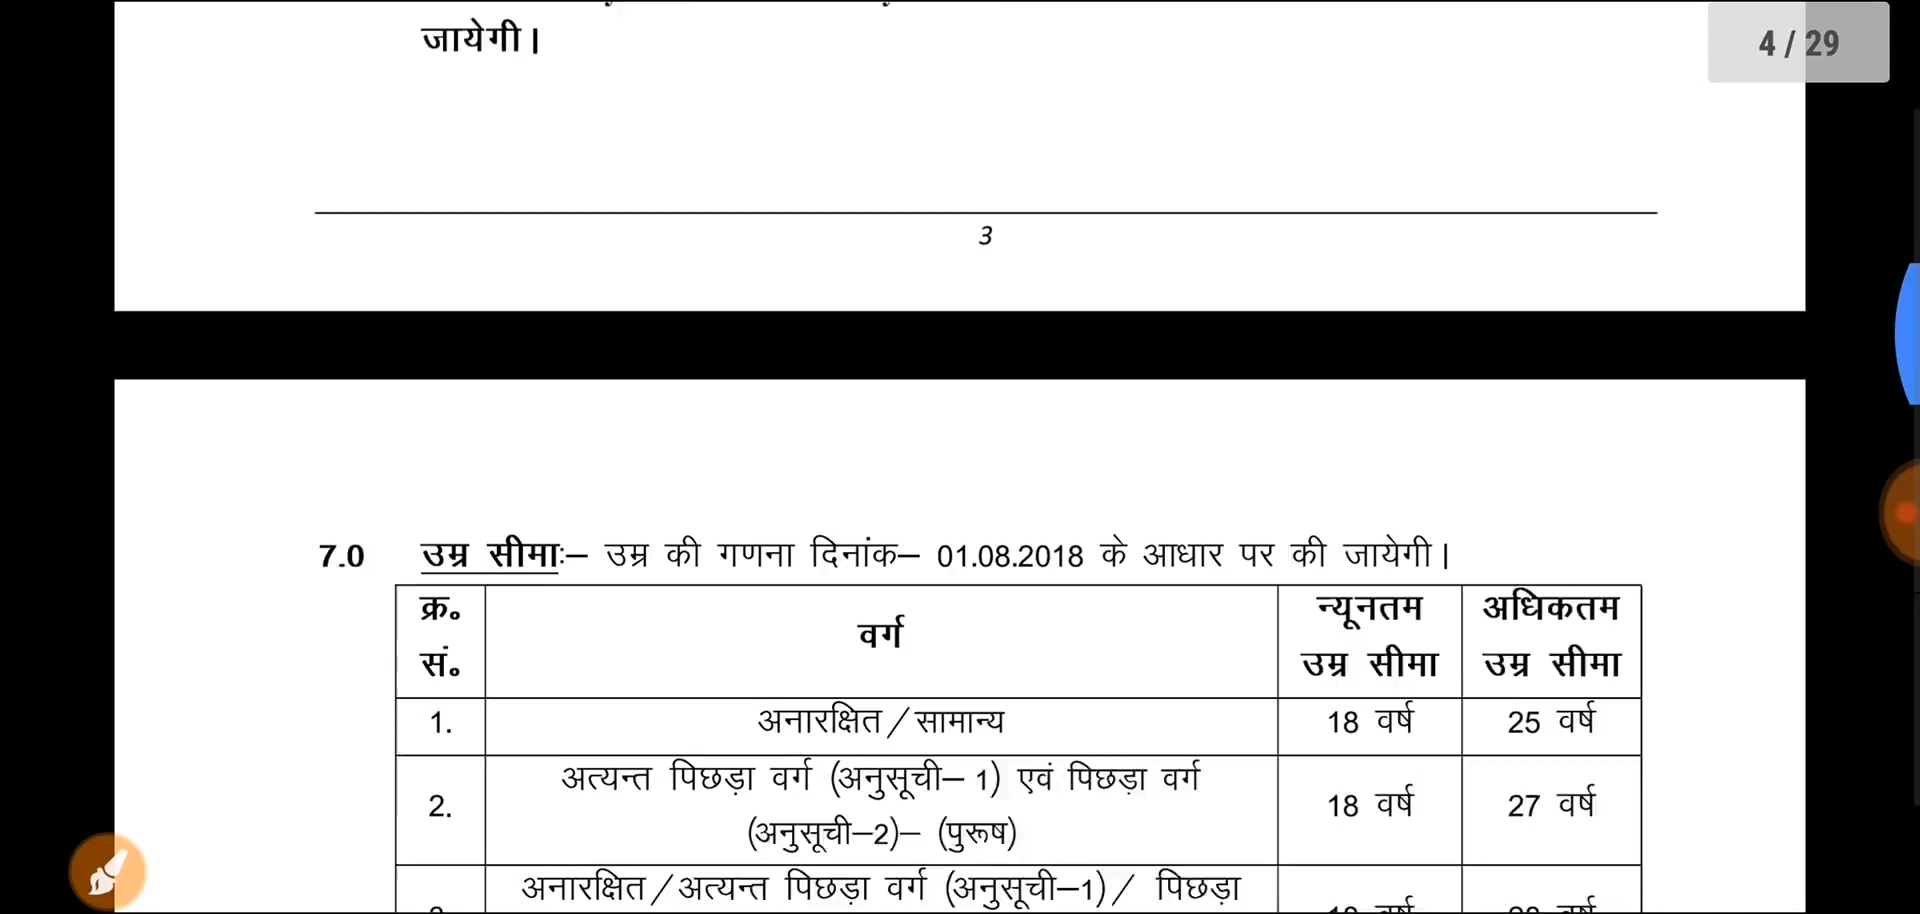 जायेगी।
4 / 29
3
7.0 उम्र सीमाः– उम्र की गणना दिनांक– 01.08.2018 के आधार पर की जायेगी।
क्र॰ सं॰ वर्ग न्यूनतम उम्र सीमा अधिकतम उम्र सीमा
1. अनारक्षित/सामान्य 18 वर्ष 25 वर्ष
अत्यन्त पिछड़ा वर्ग (अनुसूची– 1) एवं पिछड़ा वर्ग
2. (अनुसूची–2)– (पुरूष) 18 वर्ष 27 वर्ष
अनारक्षित/अत्यन्त पिछड़ा वर्ग (अनुसूची–1)/ पिछड़ा